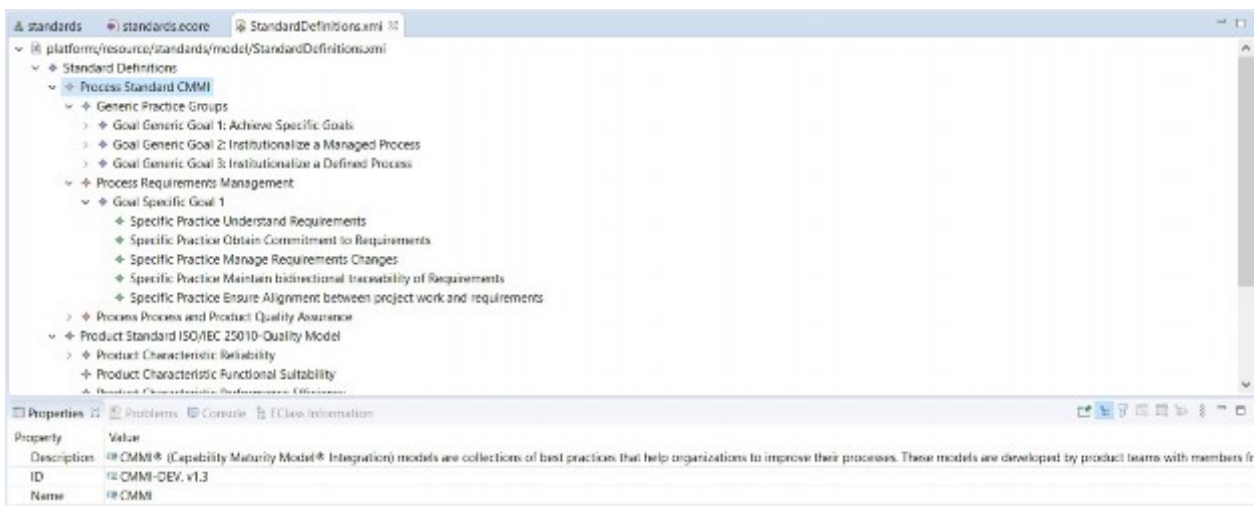 standards standards.ecore StandardDefinitions.xmi
platform:/resource/standards/model/StandardDefinitions.xmi
Standard Definitions
Process Standard CMMI
Generic Practice Groups
Goal Generic Goal 1: Achieve Specific Goals
Goal Generic Goal 2: Institutionalize a Managed Process
Goal Generic Goal 3: Institutionalize a Defined Process
Process Requirements Management
Goal Specific Goal 1
Specific Practice Understand Requirements
Specific Practice Obtain Commitment to Requirements
Specific Practice Manage Requirements Changes
Specific Practice Maintain bidirectional traceability of Requirements
Specific Practice Ensure Alignment between project work and requirements
Process Process and Product Quality Assurance
Product Standard ISO/IEC 25010-Quality Model
Product Characteristic Reliability
Product Characteristic Functional Suitability
Product Characteristic Performance Efficiency
Properties Problems Console EClass Information
Property Value
Description CMMI® (Capability Maturity Model® Integration) models are collections of best practices that help organizations to improve their processes. These models are developed by product teams with members
ID CMMI-DEV, v1.3
Name CMMI